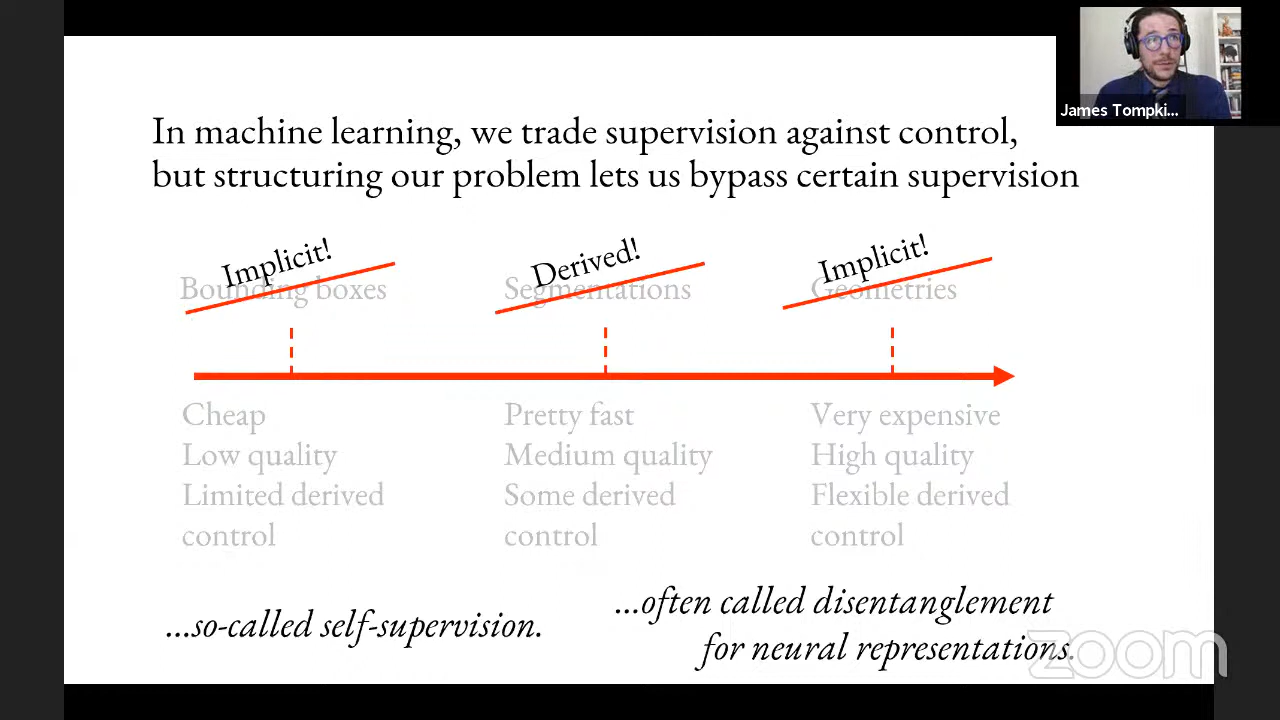 James Tompki...
In machine learning, we trade supervision against control,
but structuring our problem lets us bypass certain supervision
Implicit!
Derived!
Implicit!
Bounding boxes
Segmentations
Geometries
Cheap
Low quality
Limited derived
control
Pretty fast
Medium quality
Some derived
control
Very expensive
High quality
Flexible derived
control
...so-called self-supervision.
...often called disentanglement
for neural representations.
zoom